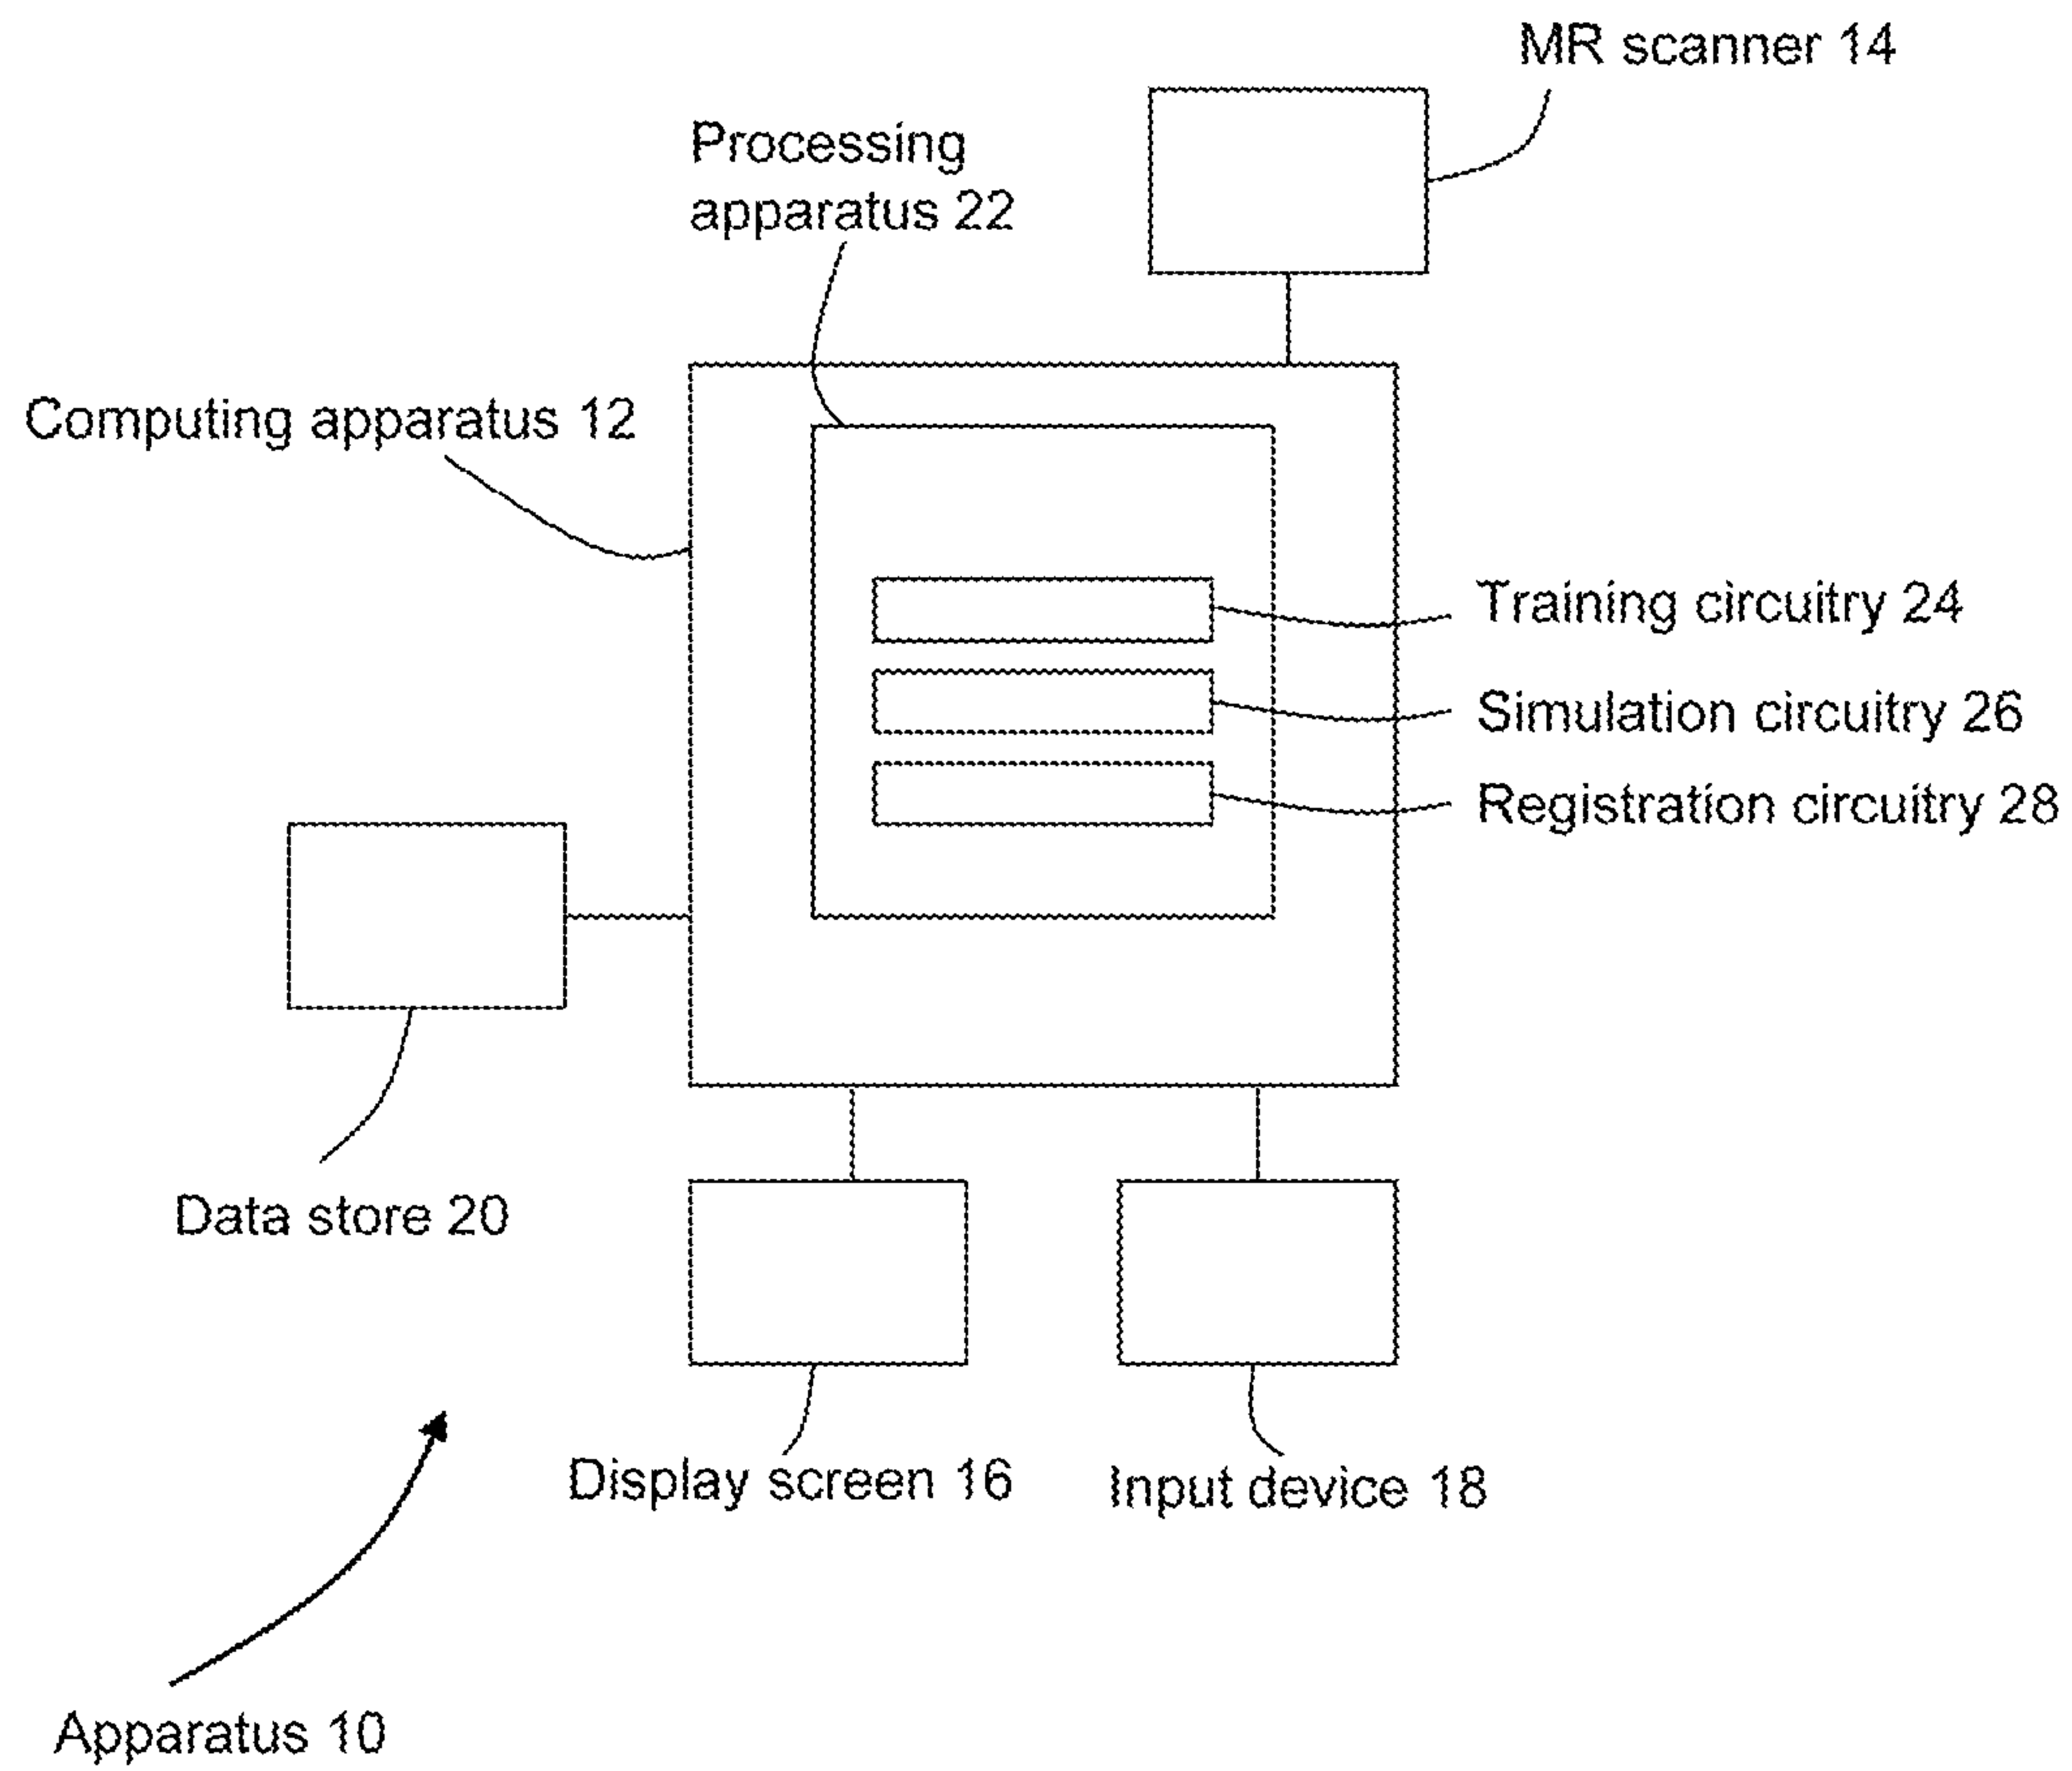 MR scanner 14
Processing
apparatus 22
Computing apparatus 12
Training circuitry 24
Simulation circuitry 26
Registration circuitry 28
Data store 20
Display screen 16
Input device 18
Apparatus 10